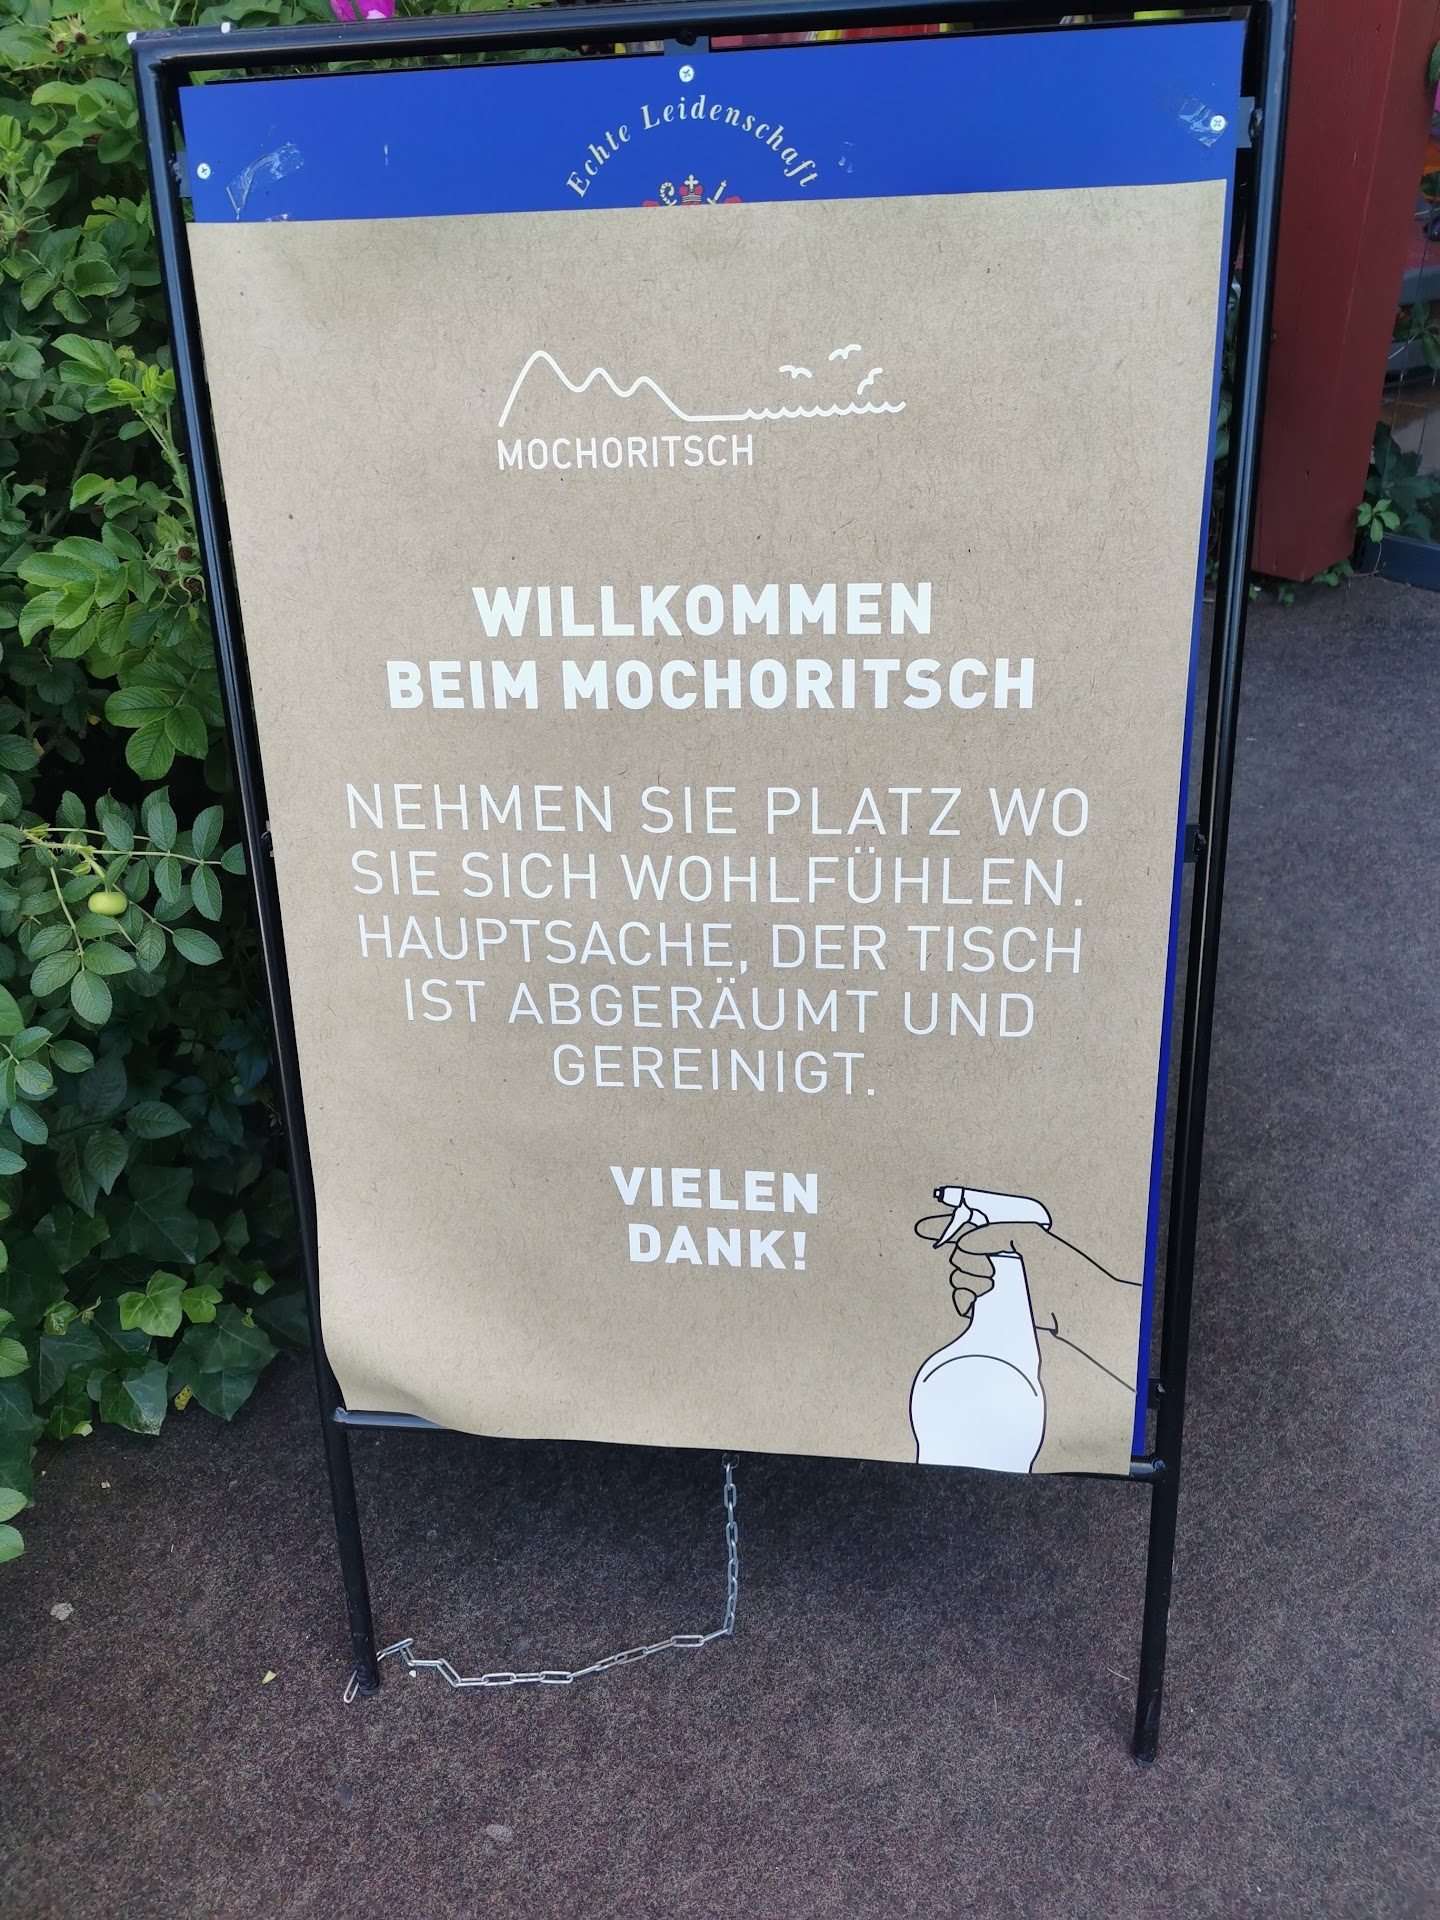 Echte Leidenschaft
MOCHORITSCH
WILLKOMMEN
BEIM MOCHORITSCH
NEHMEN SIE PLATZ WO
SIE SICH WOHLFÜHLEN.
HAUPTSACHE, DER TISCH
IST ABGERÄUMT UND
GEREINIGT.
VIELEN
DANK!